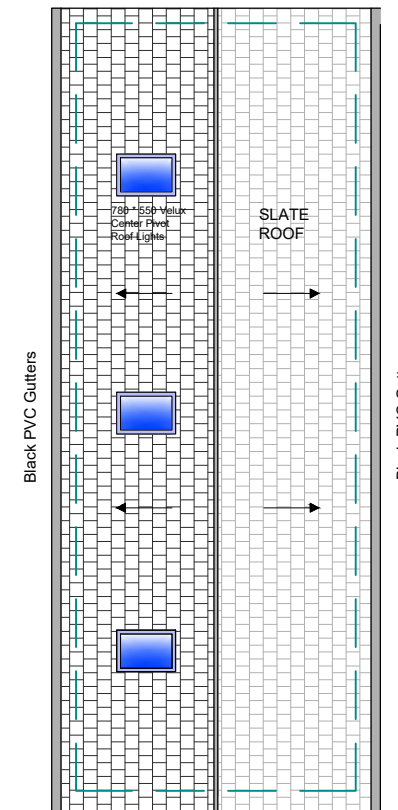 780 * 550 Velux
Center Pivot
Roof Lights
SLATE
ROOF
Black PVC Gutters